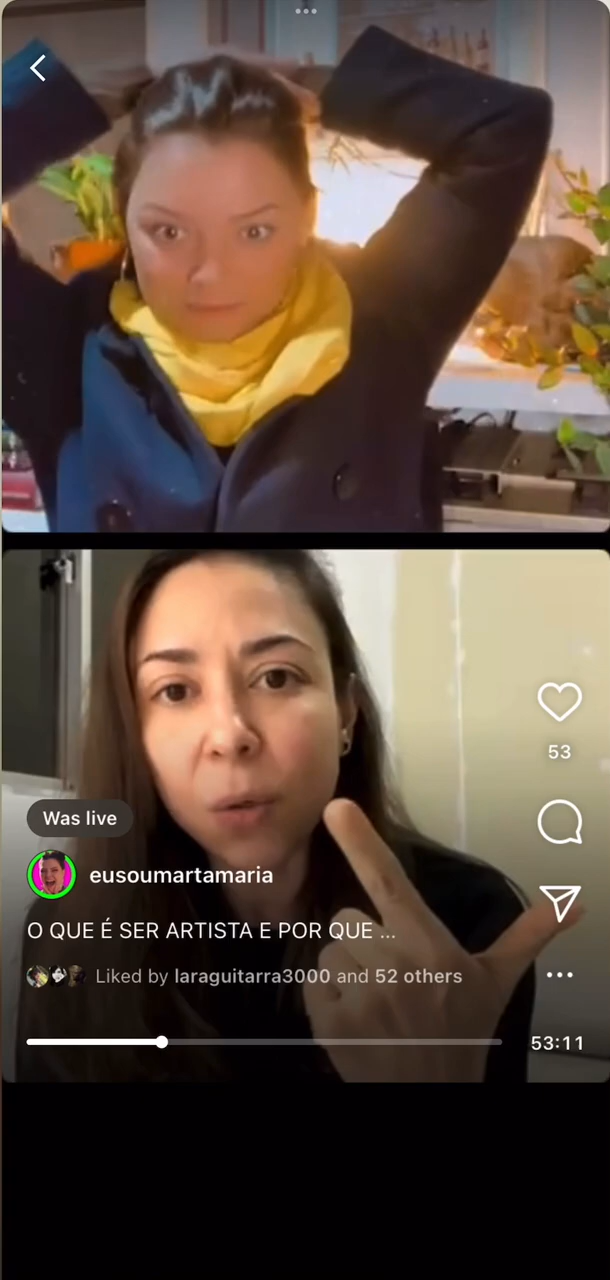 Was live
eusoumartamaria
O QUE É SER ARTISTA E POR QUE ...
Liked by laraguitarra3000 and 52 others
53
53:11